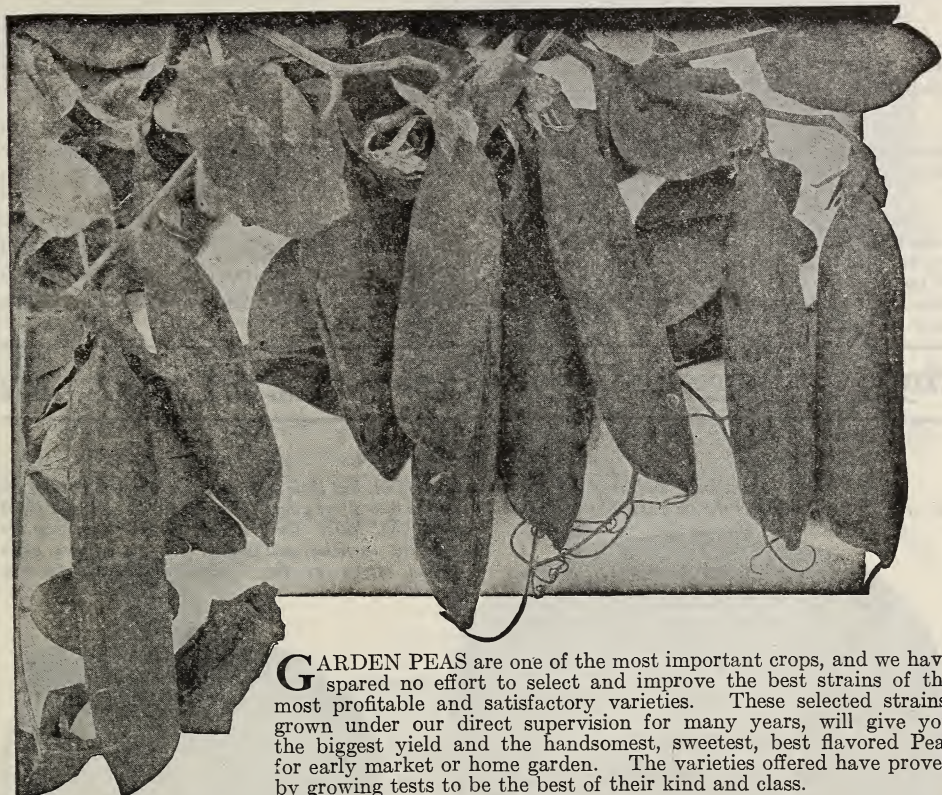 GARDEN PEAS are one of the most important crops, and we hav
spared no effort to select and improve the best strains of th
most profitable and satisfactory varieties. These selected strains
grown under our direct supervision for many years, will give yo
the biggest yield and the handsomest, sweetest, best flavored Pea
for early market or home garden. The varieties offered have prove
by growing tests to be the best of their kind and class.